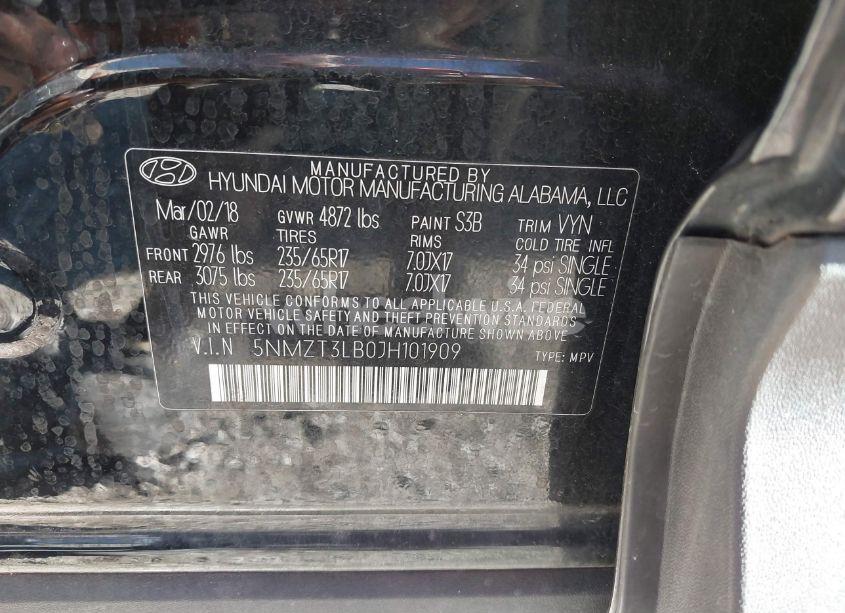 MANUFACTURED BY
HYUNDAI MOTOR MANUFACTURING ALABAMA, LLC
Mar/02/18 GVWR 4872 lbs PAINT S3B TRIM VYN
GAWR TIRES RIMS COLD TIRE INFL
FRONT 2976 lbs 235/65R17 7.0JX17 34 psi SINGLE
REAR 3075 lbs 235/65R17 7.0JX17 34 psi SINGLE
THIS VEHICLE CONFORMS TO ALL APPLICABLE U.S.A. FEDERAL
MOTOR VEHICLE SAFETY AND THEFT PREVENTION STANDARDS
IN EFFECT ON THE DATE OF MANUFACTURE SHOWN ABOVE
V.I.N 5NMZT3LB0JH101909 TYPE: MPV